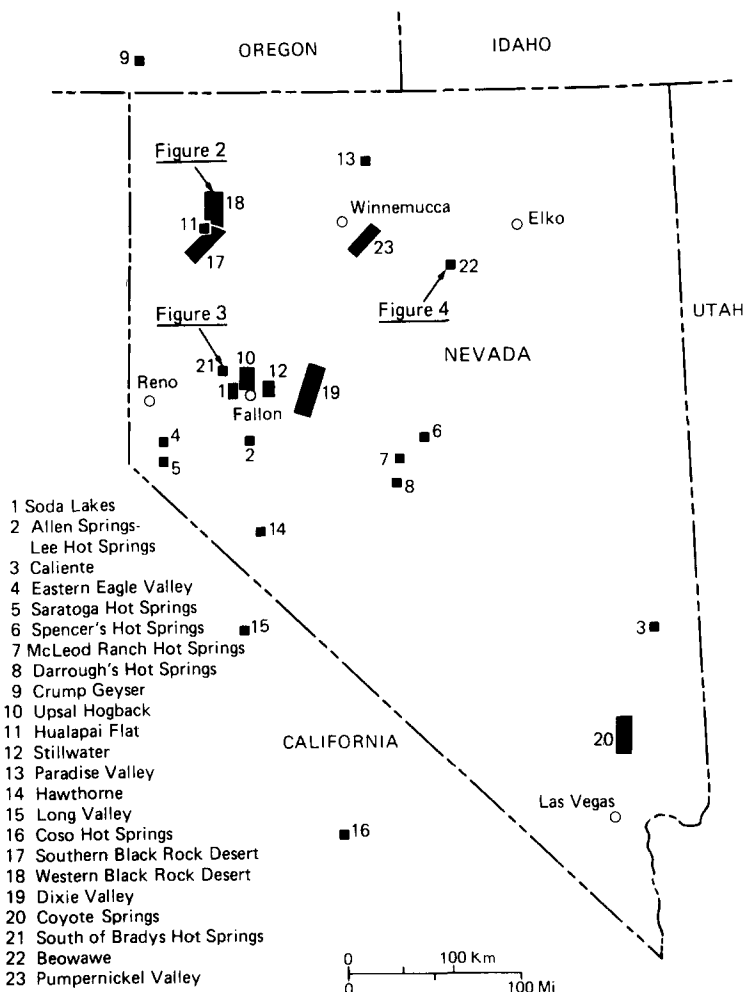 OREGON
IDAHO
9
13
Figure 2
18
11
17
Winnemucca
23
Elko
22
Figure 4
UTAH
Figure 3
NEVADA
21
10
12
1
19
Reno
Fallon
4
2
6
7
5
8
14
15
3
CALIFORNIA
20
Las Vegas
16
1 Soda Lakes
2 Allen Springs-
Lee Hot Springs
3 Caliente
4 Eastern Eagle Valley
5 Saratoga Hot Springs
6 Spencer's Hot Springs
7 McLeod Ranch Hot Springs
8 Darrough's Hot Springs
9 Crump Geyser
10 Upsal Hogback
11 Hualapai Flat
12 Stillwater
13 Paradise Valley
14 Hawthorne
15 Long Valley
16 Coso Hot Springs
17 Southern Black Rock Desert
18 Western Black Rock Desert
19 Dixie Valley
20 Coyote Springs
21 South of Bradys Hot Springs
22 Beowawe
23 Pumpernickel Valley
0 100 Km
0 100 Mi